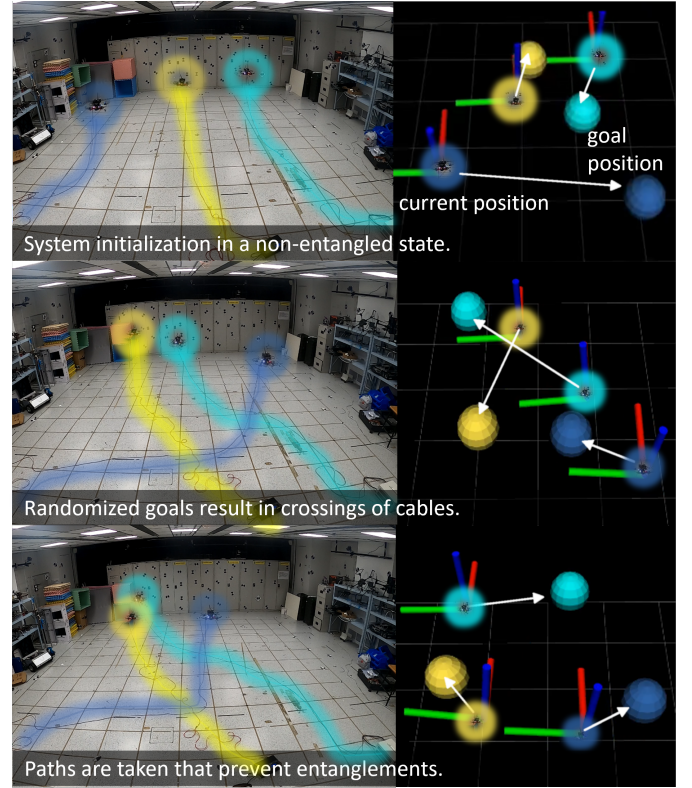 goal
position
current position
System initialization in a non-entangled state.
Randomized goals result in crossings of cables.
Paths are taken that prevent entanglements.